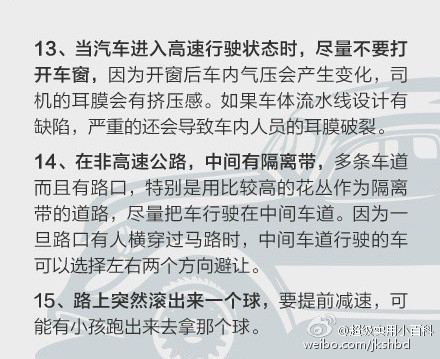 13、当汽车进入高速行驶状态时，尽量不要打
开车窗，因为开窗后车内气压会产生变化，司
机的耳膜会有挤压感。如果车体流水线设计有
缺陷，严重的还会导致车内人员的耳膜破裂。
14、在非高速公路，中间有隔离带，多条车道
而且有路口，特别是用比较高的花丛作为隔离
带的道路，尽量把车行驶在中间车道。因为一
旦路口有人横穿过马路时，中间车道行驶的车
可以选择左右两个方向避让。
15、路上突然滚出来一个球，要提前减速，可
能有小孩跑出来去拿那个球。
@超级实用小百科
weibo.com/jkshbd